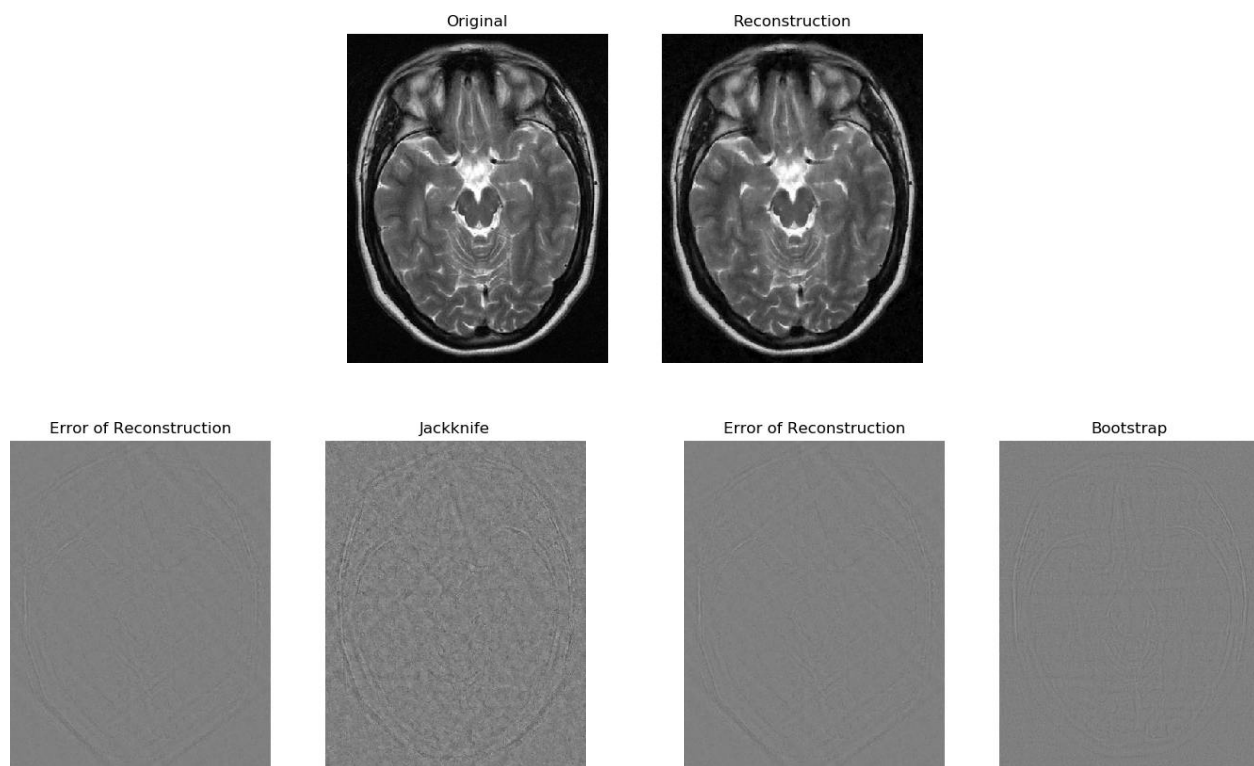 Original
Reconstruction
Error of Reconstruction
Jackknife
Error of Reconstruction
Bootstrap